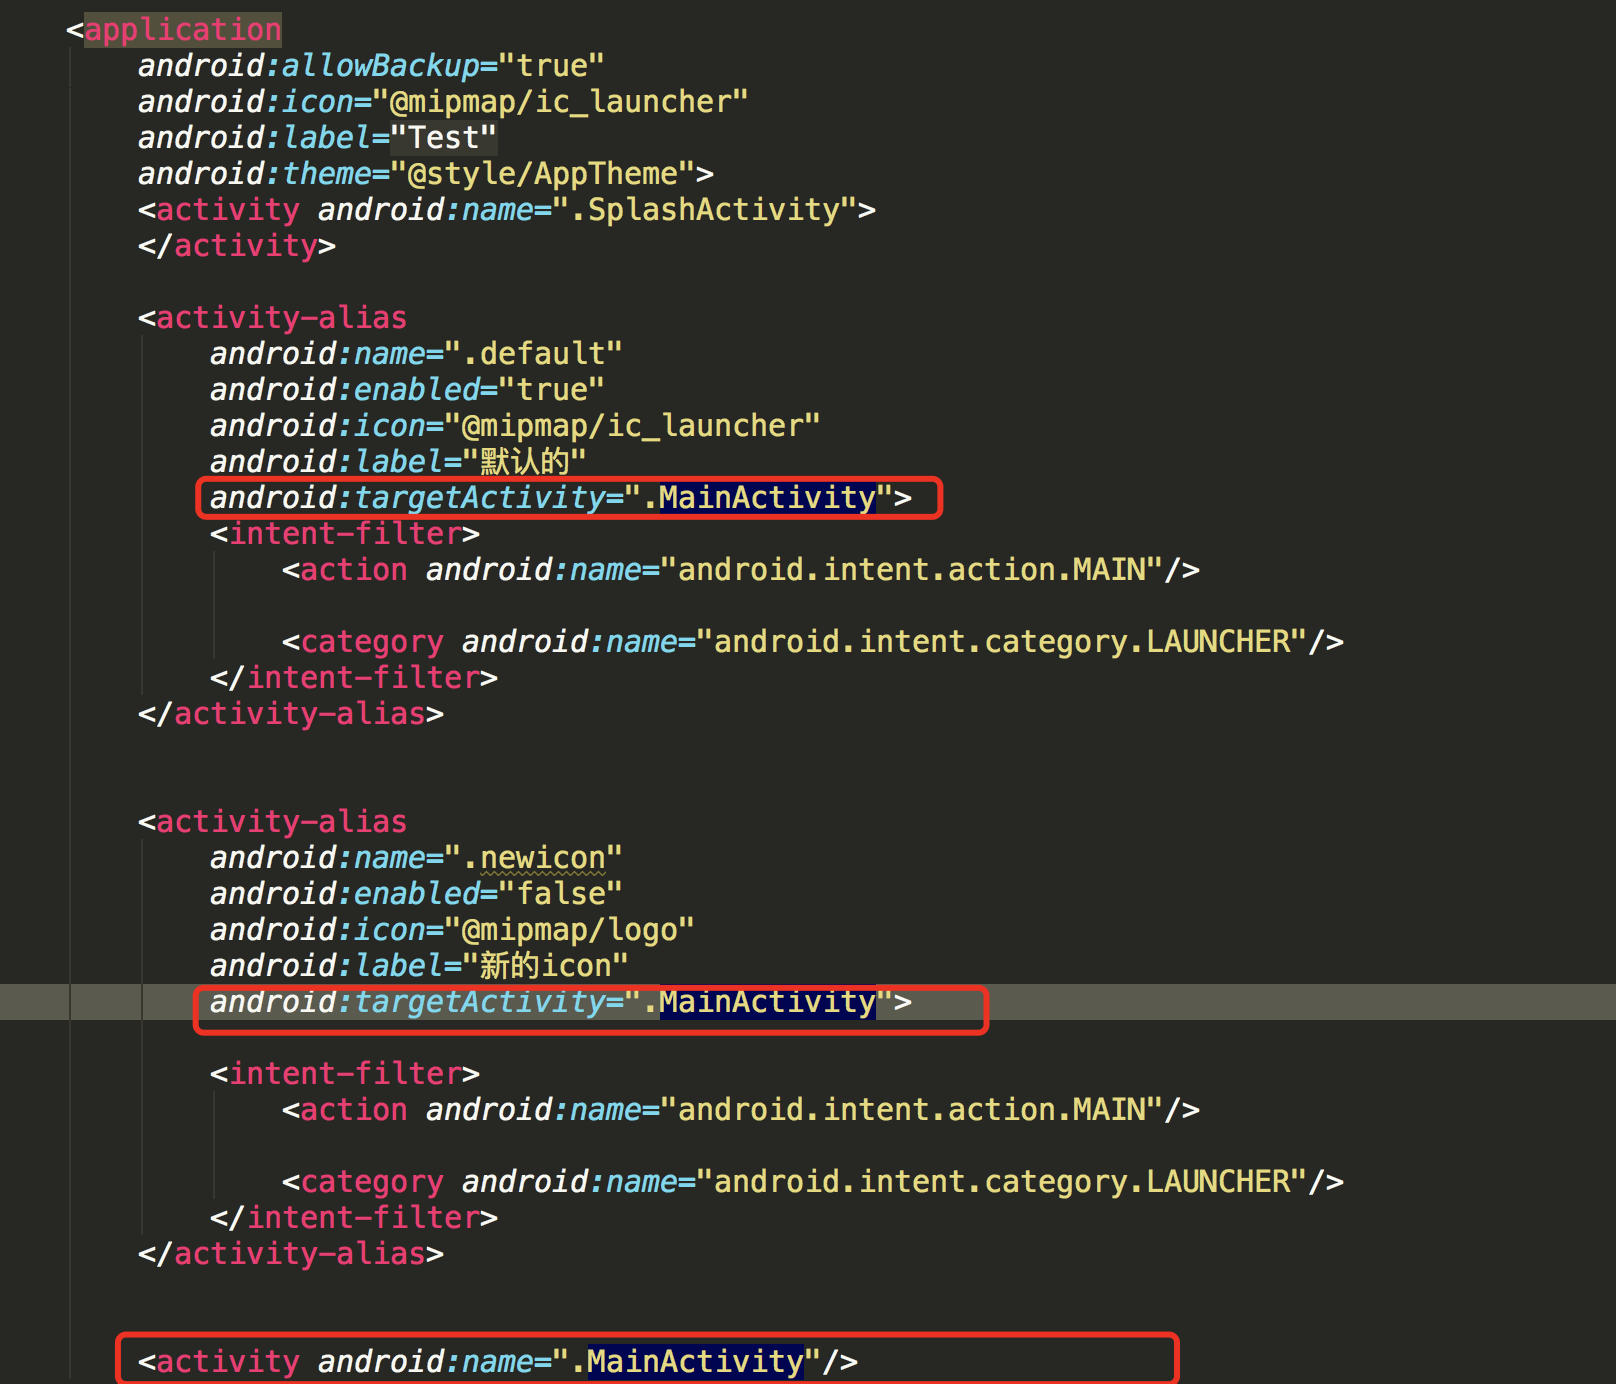 <application
android:allowBackup="true"
android:icon="@mipmap/ic_launcher"
android:label="Test"
android:theme="@style/AppTheme">
<activity android:name=".SplashActivity">
</activity>
<activity-alias
android:name=".default"
android:enabled="true"
android:icon="@mipmap/ic_launcher"
android:label="默认的"
android:targetActivity=".MainActivity">
<intent-filter>
<action android:name="android.intent.action.MAIN"/>
<category android:name="android.intent.category.LAUNCHER"/>
</intent-filter>
</activity-alias>
<activity-alias
android:name=".newicon"
android:enabled="false"
android:icon="@mipmap/logo"
android:label="新的icon"
android:targetActivity=".MainActivity">
<intent-filter>
<action android:name="android.intent.action.MAIN"/>
<category android:name="android.intent.category.LAUNCHER"/>
</intent-filter>
</activity-alias>
<activity android:name=".MainActivity"/>